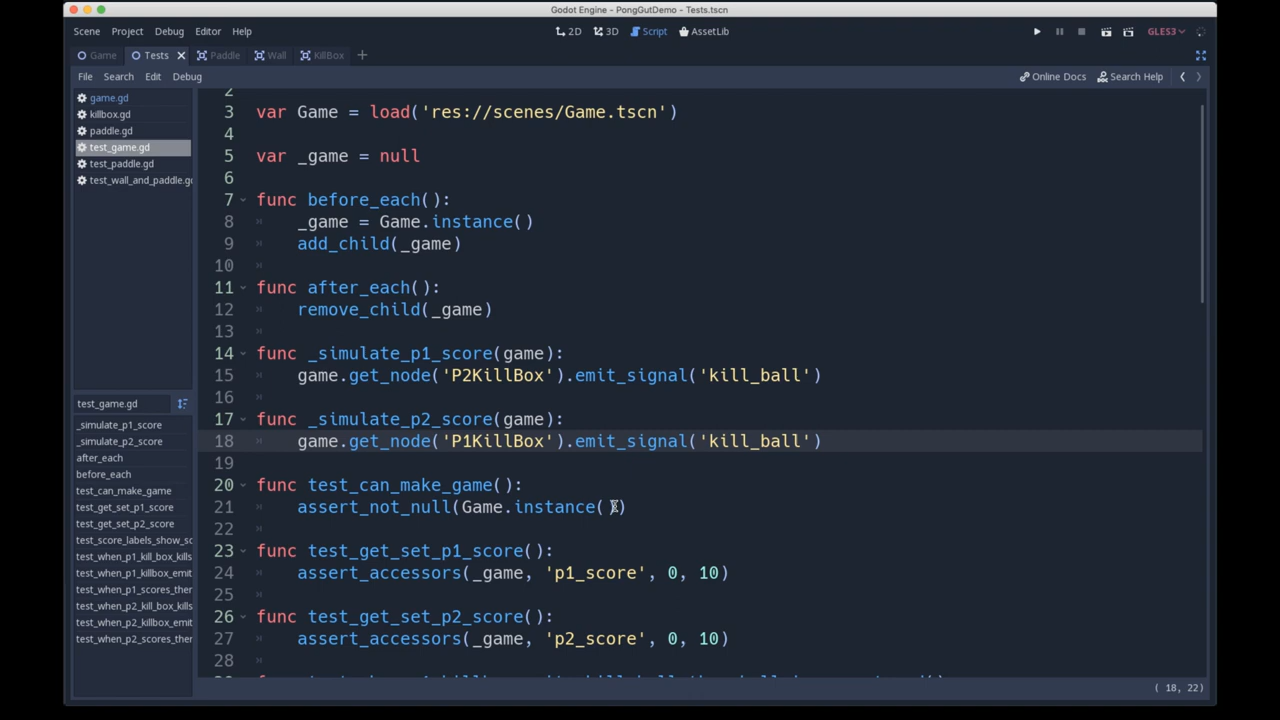 Godot Engine - PongGutDemo - Tests.tscn
Scene Project Debug Editor Help 2D 3D Script AssetLib GLES3
Game Tests Paddle Wall KillBox
File Search Edit Debug Online Docs Search Help
game.gd
killbox.gd
paddle.gd
test_game.gd
test_paddle.gd
test_wall_and_paddle.gd
test_game.gd
_simulate_p1_score
_simulate_p2_score
after_each
before_each
test_can_make_game
test_get_set_p1_score
test_get_set_p2_score
test_score_labels_show_sc
test_when_p1_kill_box_kills
test_when_p1_killbox_emit
test_when_p1_scores_ther
test_when_p2_kill_box_kills
test_when_p2_killbox_emit
test_when_p2_scores_ther
2
3 var Game = load('res://scenes/Game.tscn')
4
5 var _game = null
6
7 func before_each():
8 _game = Game.instance()
9 add_child(_game)
10
11 func after_each():
12 remove_child(_game)
13
14 func _simulate_p1_score(game):
15 game.get_node('P2KillBox').emit_signal('kill_ball')
16
17 func _simulate_p2_score(game):
18 game.get_node('P1KillBox').emit_signal('kill_ball')
19
20 func test_can_make_game():
21 assert_not_null(Game.instance())
22
23 func test_get_set_p1_score():
24 assert_accessors(_game, 'p1_score', 0, 10)
25
26 func test_get_set_p2_score():
27 assert_accessors(_game, 'p2_score', 0, 10)
28
( 18, 22)